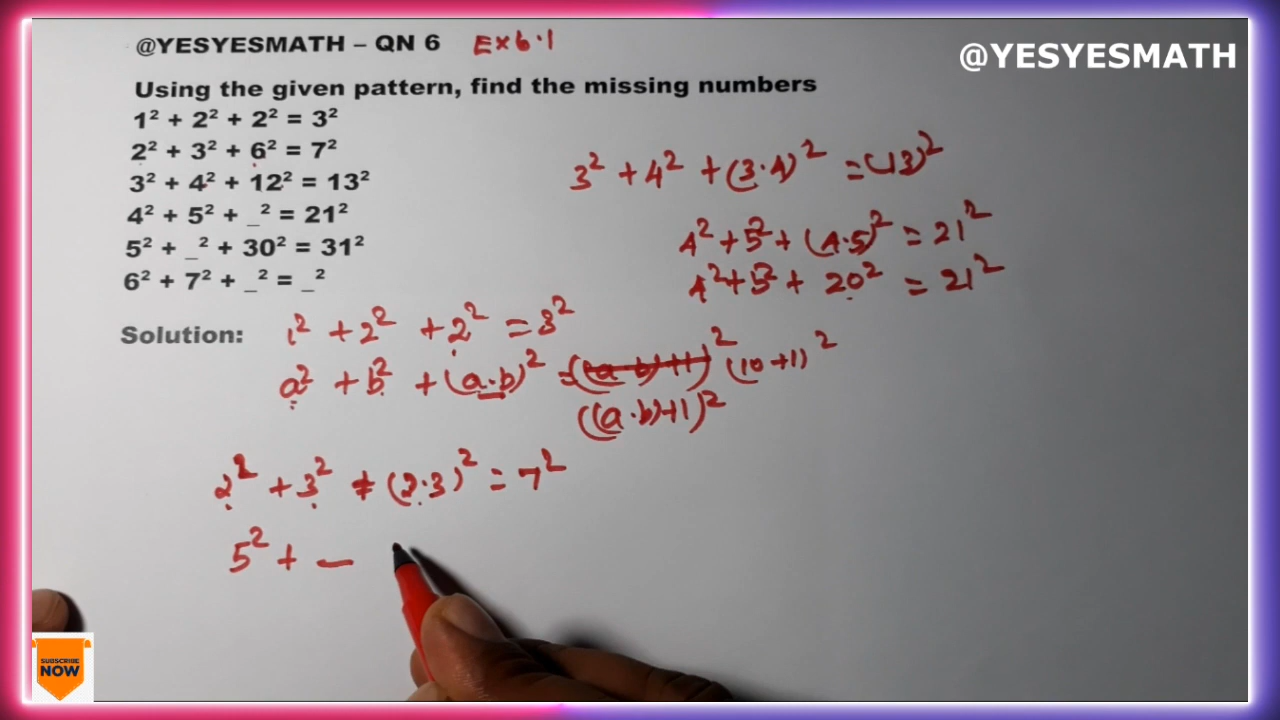 @YESYESMATH – QN 6 Ex 6.1
@YESYESMATH
Using the given pattern, find the missing numbers
1² + 2² + 2² = 3²
2² + 3² + 6² = 7²
3² + 4² + 12² = 13²
4² + 5² + _² = 21²
5² + _² + 30² = 31²
6² + 7² + _² = _²
3² + 4² + (3·4)² = (13)²
4² + 5² + (4·5)² = 21²
4² + 5² + 20² = 21²
Solution: 1² + 2² + 2² = 3²
a² + b² + (a·b)² = ((a·b)+1)² (10+1)²
((a·b)+1)²
2² + 3² + (2·3)² = 7²
5² + _
SUBSCRIBE
NOW